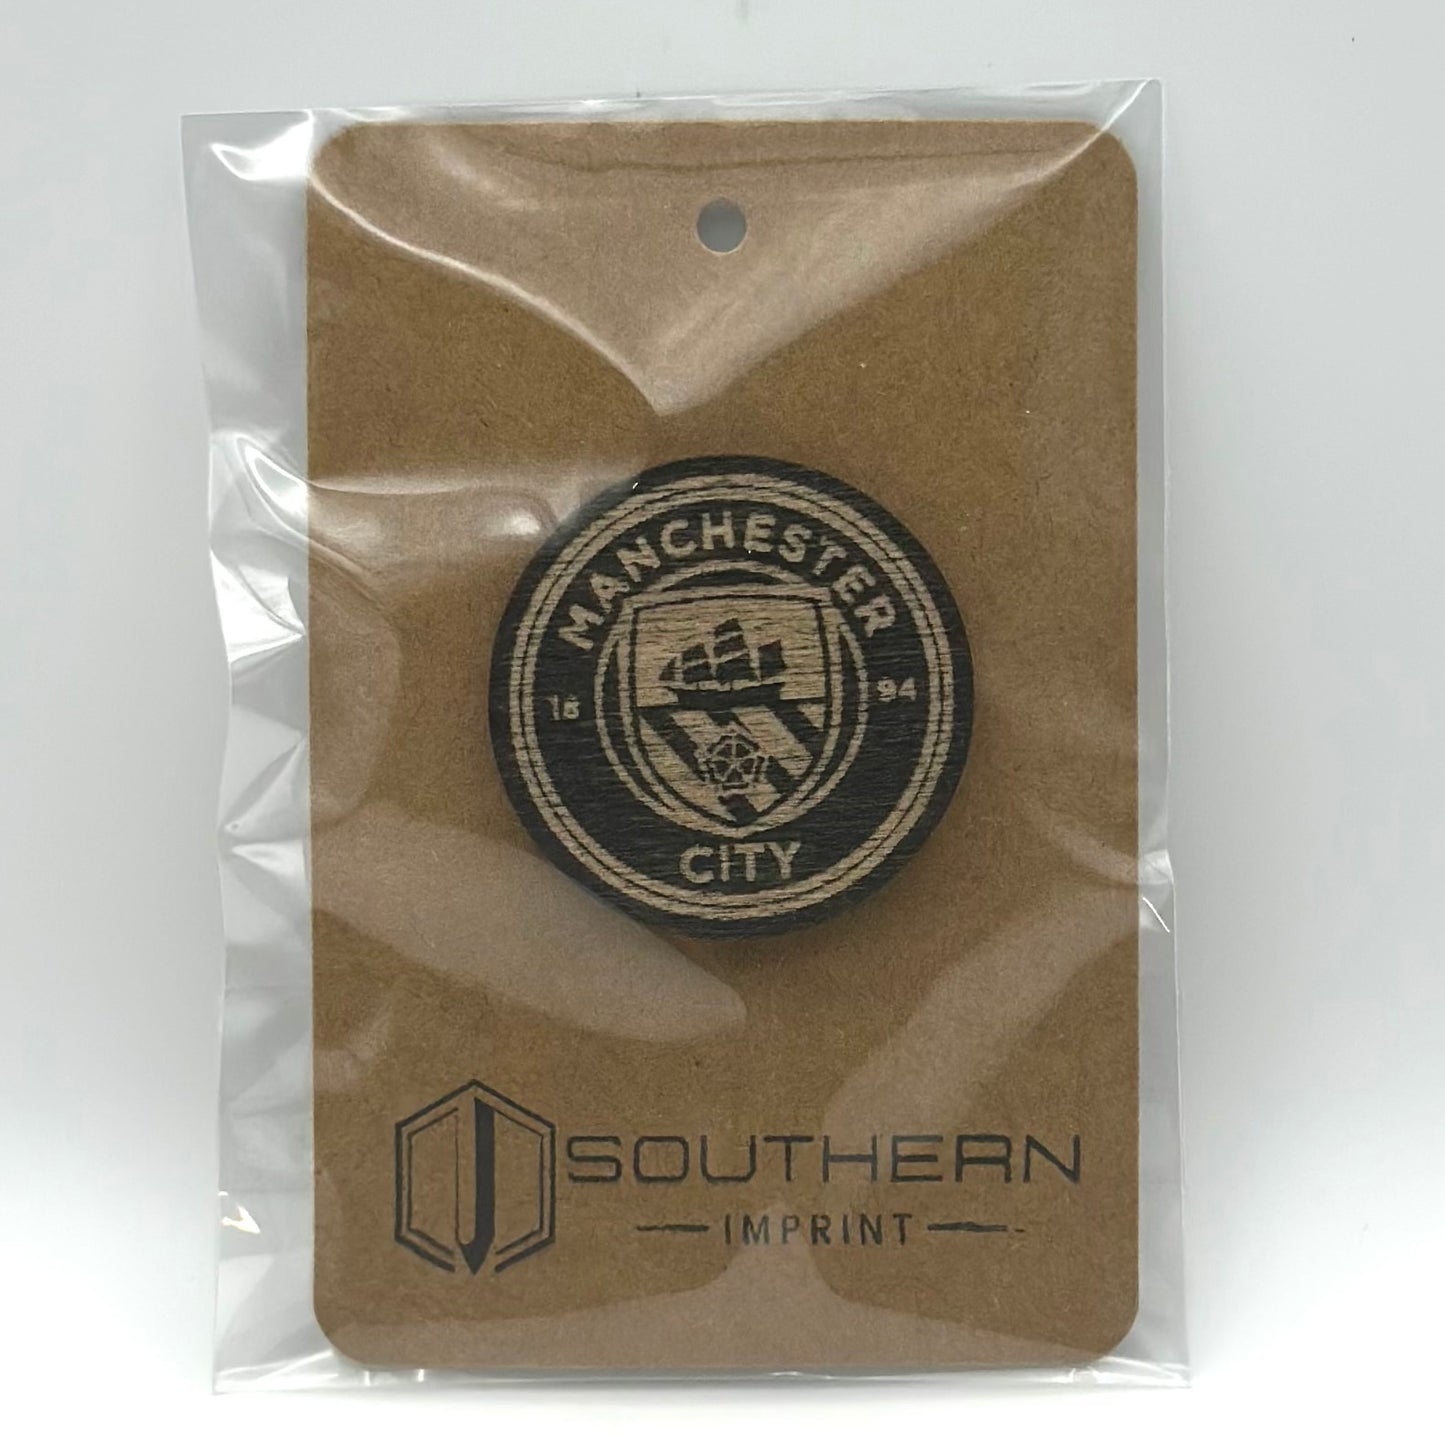 MANCHESTER
18 94
CITY
SOUTHERN
IMPRINT